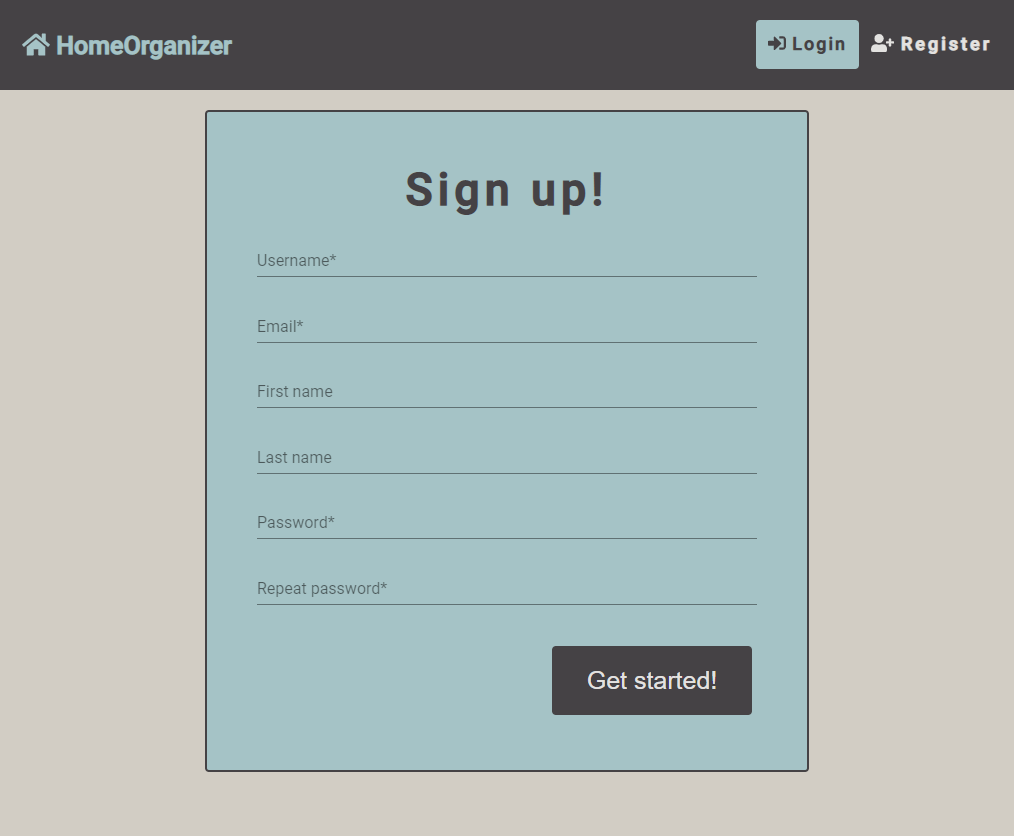 HomeOrganizer
Login
Register
Sign up!
Username*
Email*
First name
Last name
Password*
Repeat password*
Get started!